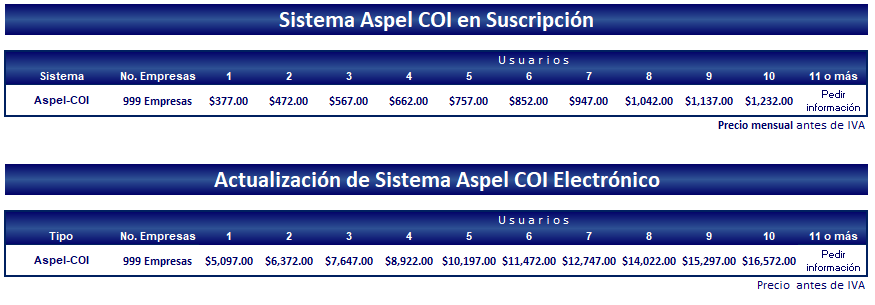 Sistema Aspel COI en Suscripción
Usuarios
Sistema No. Empresas 1 2 3 4 5 6 7 8 9 10 11 o más
Aspel-COI 999 Empresas $377.00 $472.00 $567.00 $662.00 $757.00 $852.00 $947.00 $1,042.00 $1,137.00 $1,232.00 Pedir información
Precio mensual antes de IVA
Actualización de Sistema Aspel COI Electrónico
Usuarios
Tipo No. Empresas 1 2 3 4 5 6 7 8 9 10 11 o más
Aspel-COI 999 Empresas $5,097.00 $6,372.00 $7,647.00 $8,922.00 $10,197.00 $11,472.00 $12,747.00 $14,022.00 $15,297.00 $16,572.00 Pedir información
Precio antes de IVA